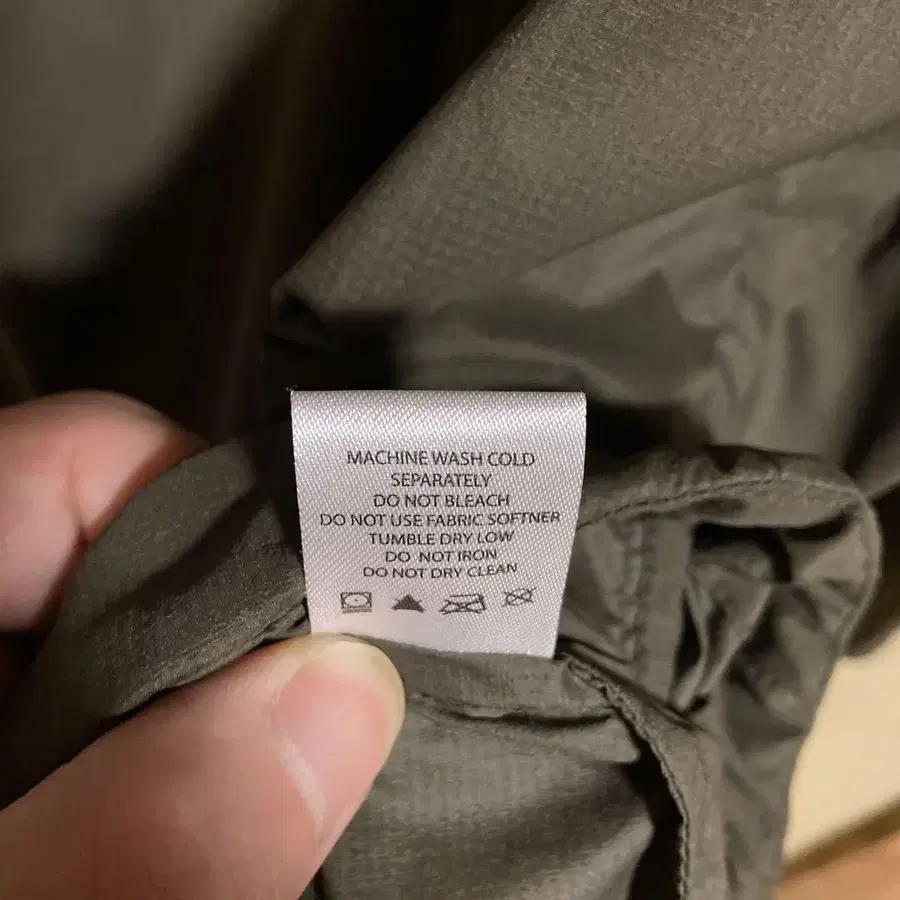 MACHINE WASH COLD
SEPARATELY
DO NOT BLEACH
DO NOT USE FABRIC SOFTNER
TUMBLE DRY LOW
DO NOT IRON
DO NOT DRY CLEAN